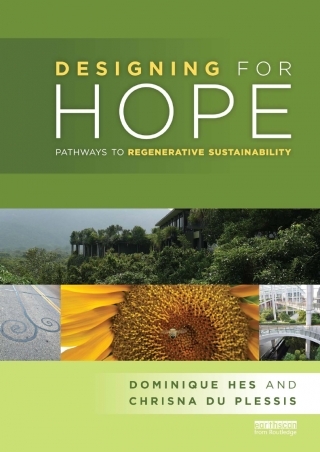 DESIGNING FOR
HOPE
PATHWAYS TO REGENERATIVE SUSTAINABILITY
DOMINIQUE HES AND
CHRISNA DU PLESSIS
earthscan
from Routledge